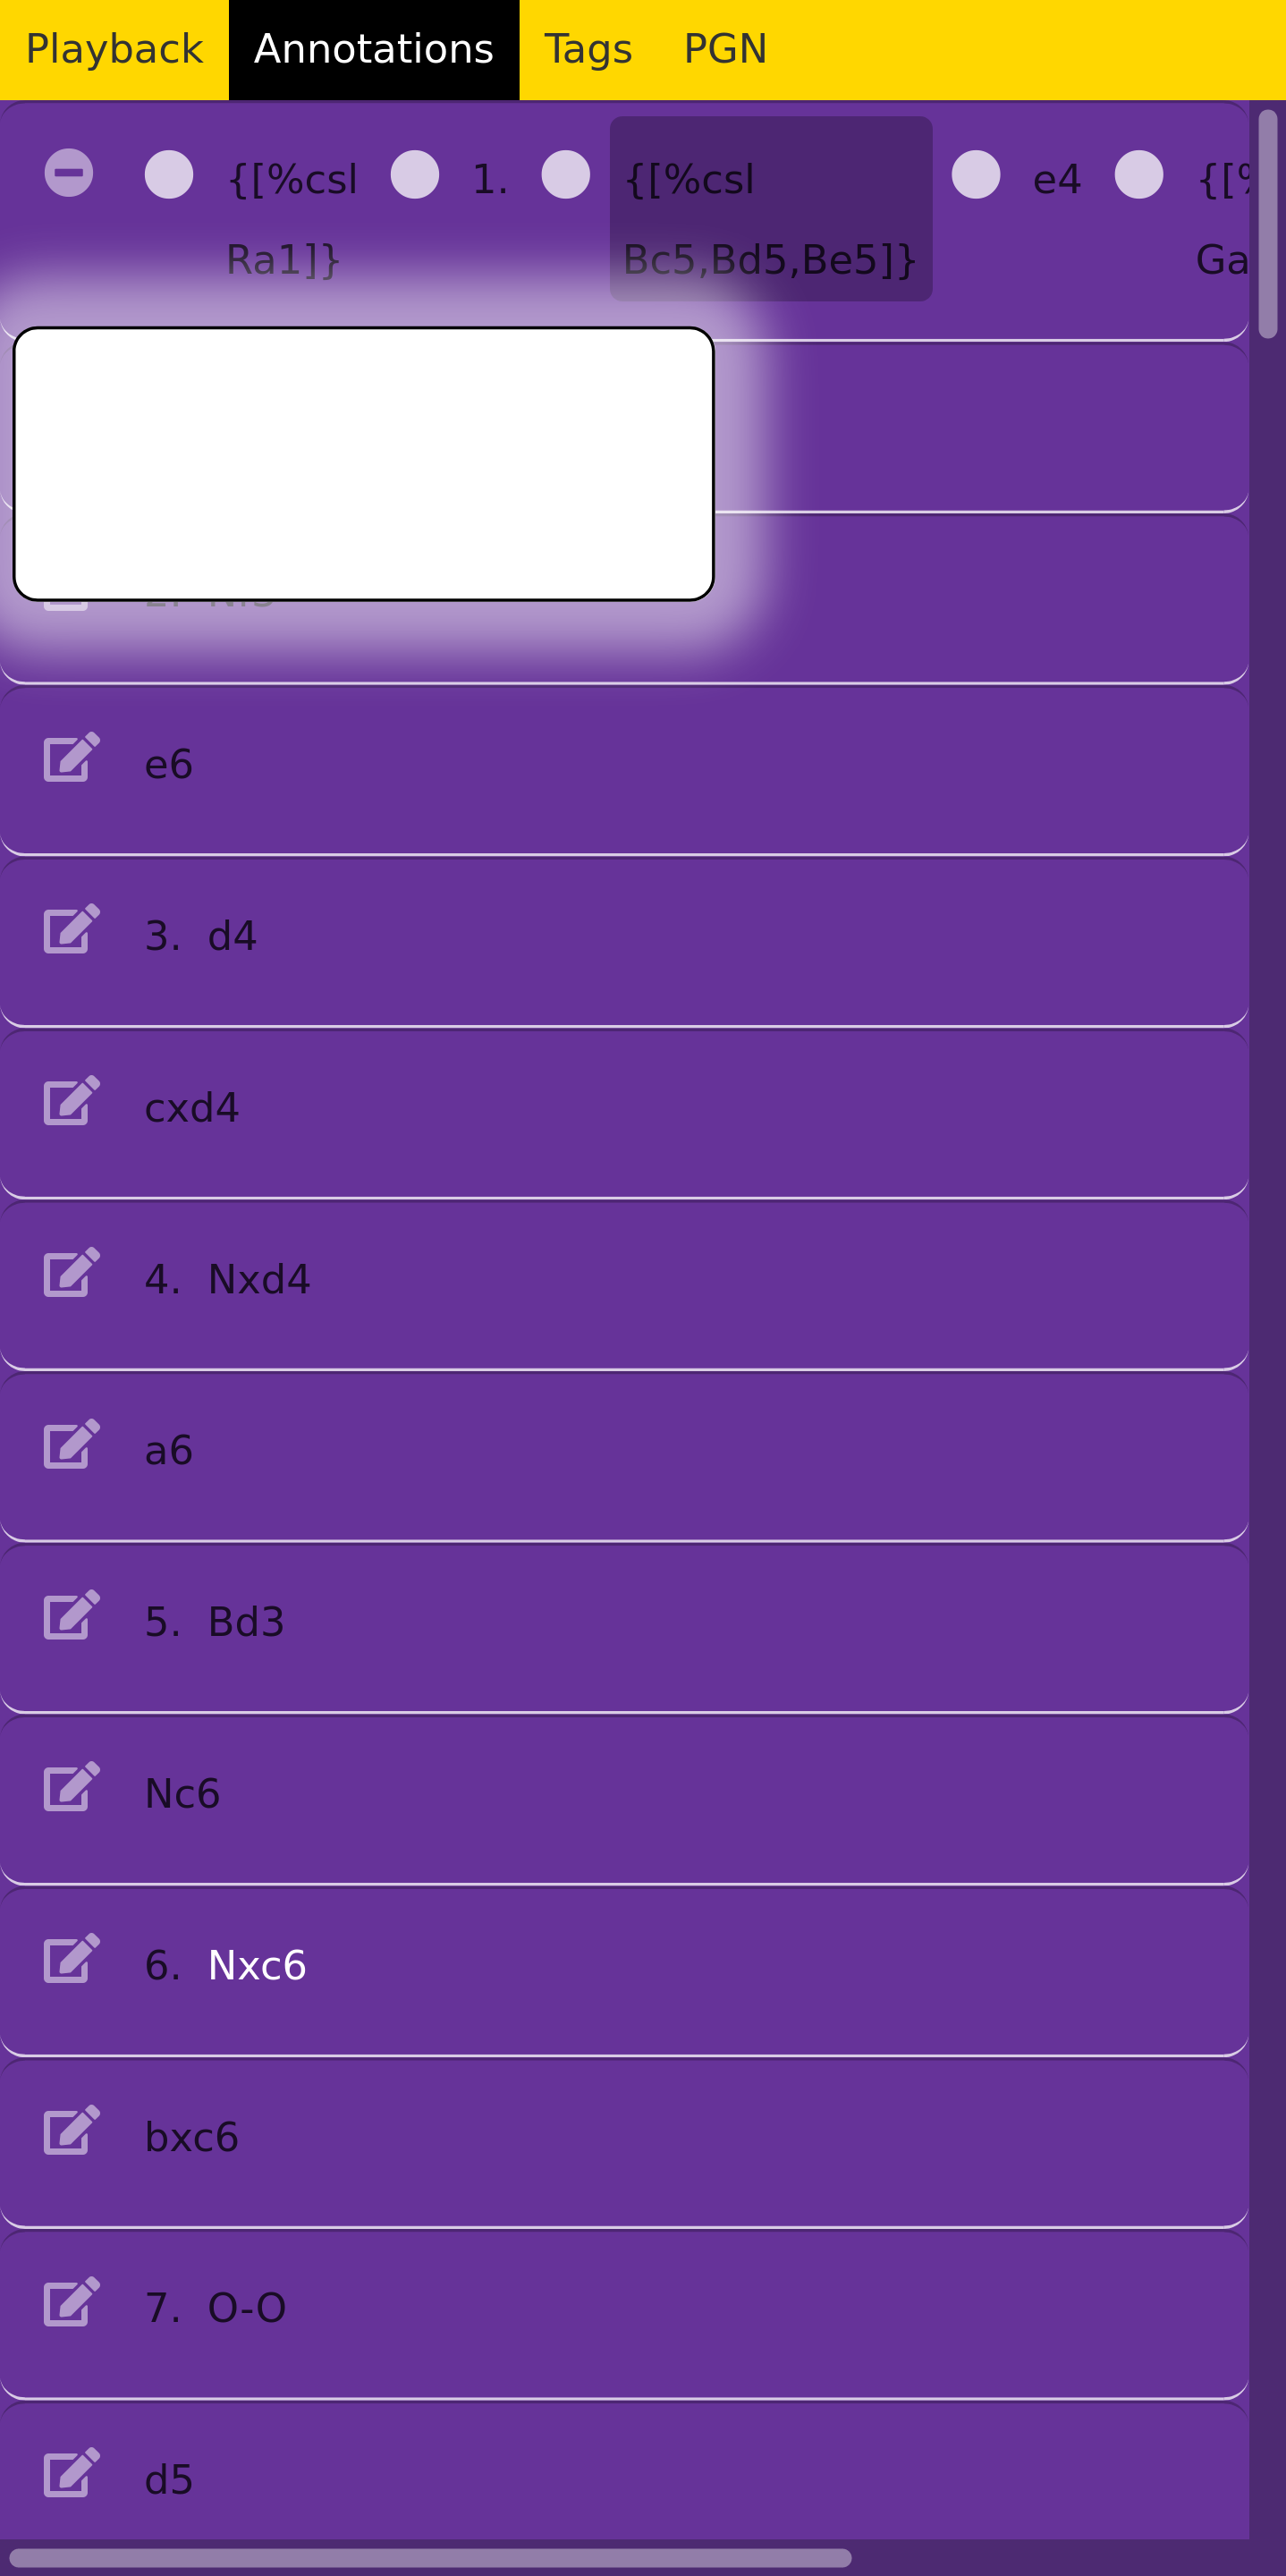 Playback Annotations Tags PGN
{[%csl 1. {[%csl e4 {[%
Ra1]} Bc5,Bd5,Be5]} Ga
e6
3. d4
cxd4
4. Nxd4
a6
5. Bd3
Nc6
6. Nxc6
bxc6
7. O-O
d5